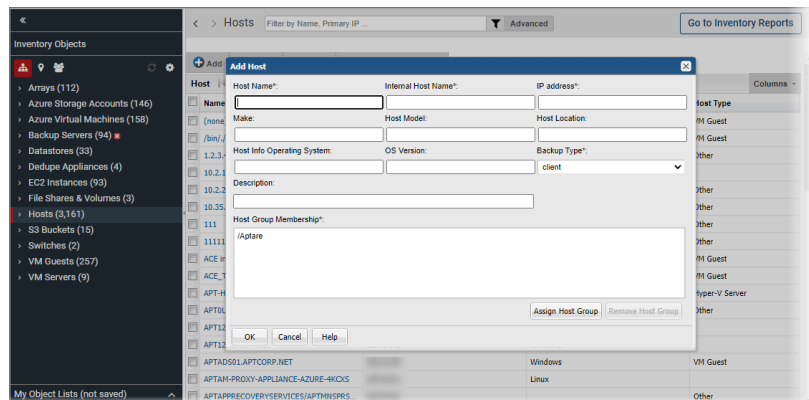 «
< > Hosts Filter by Name, Primary IP ... Advanced Go to Inventory Reports
Inventory Objects
Add
Arrays (112)
Azure Storage Accounts (146)
Azure Virtual Machines (158)
Backup Servers (94)
Datastores (33)
Dedupe Appliances (4)
EC2 Instances (93)
File Shares & Volumes (3)
Hosts (3,161)
S3 Buckets (15)
Switches (2)
VM Guests (257)
VM Servers (9)
My Object Lists (not saved)
Host Columns
Name Host Type
(none VM Guest
/bin/./ VM Guest
1.2.3. Other
10.2.1
10.2.2 Other
10.35. Other
111 Other
11111 Other
ACE in VM Guest
ACE_T VM Guest
APT-H Hyper-V Server
APT0L Other
APT12
APT12
APTADS01.APTCORP.NET Windows VM Guest
APTAM-PROXY-APPLIANCE-AZURE-4KCXS Linux
APTAPPRECOVERYSERVICES/APTMNSPRS... Other
Add Host
Host Name*: Internal Host Name*: IP address*:
Make: Host Model: Host Location:
Host Info Operating System: OS Version: Backup Type*:
client
Description:
Host Group Membership*:
/Aptare
Assign Host Group Remove Host Group
OK Cancel Help